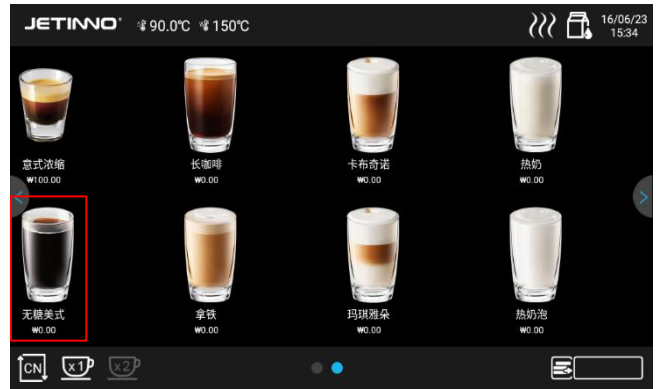 JETINNO 90.0℃ 150℃ 16/06/23
15:34
意式浓缩 长咖啡 卡布奇诺 热奶
₩100.00 ₩0.00 ₩0.00 ₩0.00
无糖美式 拿铁 玛琪雅朵 热奶泡
₩0.00 ₩0.00 ₩0.00 ₩0.00
CN x1 x2